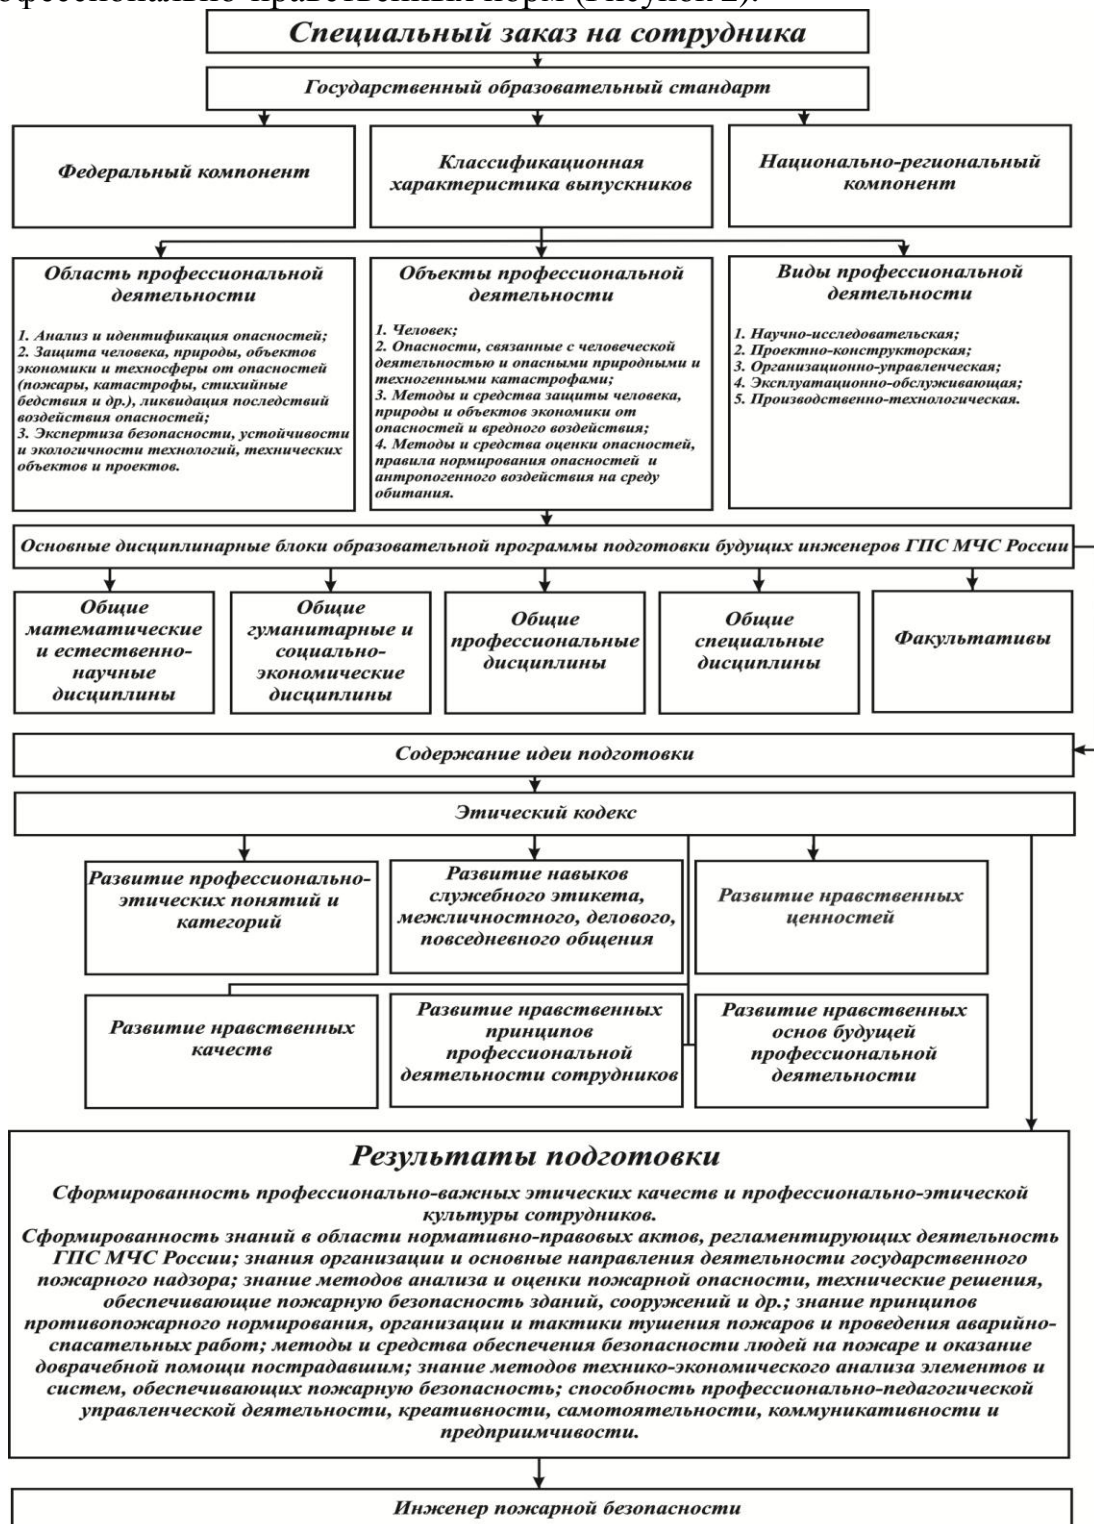 офессионально-нравственных норм (Рисунок 2).
Специальный заказ на сотрудника
Государственный образовательный стандарт
Федеральный компонент
Классификационная
характеристика выпускников
Национально-региональный
компонент
Область профессиональной
деятельности
1. Анализ и идентификация опасностей;
2. Защита человека, природы, объектов
экономики и техносферы от опасностей
(пожары, катастрофы, стихийные
бедствия и др.), ликвидация последствий
воздействия опасностей;
3. Экспертиза безопасности, устойчивости
и экологичности технологий, технических
объектов и проектов.
Объекты профессиональной
деятельности
1. Человек;
2. Опасности, связанные с человеческой
деятельностью и опасными природными и
техногенными катастрофами;
3. Методы и средства защиты человека,
природы и объектов экономики от
опасностей и вредного воздействия;
4. Методы и средства оценки опасностей,
правила нормирования опасностей и
антропогенного воздействия на среду
обитания.
Виды профессиональной
деятельности
1. Научно-исследовательская;
2. Проектно-конструкторская;
3. Организационно-управленческая;
4. Эксплуатационно-обслуживающая;
5. Производственно-технологическая.
Основные дисциплинарные блоки образовательной программы подготовки будущих инженеров ГПС МЧС России
Общие
математические
и естественно-
научные
дисциплины
Общие
гуманитарные и
социально-
экономические
дисциплины
Общие
профессиональные
дисциплины
Общие
специальные
дисциплины
Факультативы
Содержание идеи подготовки
Этический кодекс
Развитие профессионально-
этических понятий и
категорий
Развитие навыков
служебного этикета,
межличностного, делового,
повседневного общения
Развитие нравственных
ценностей
Развитие нравственных
качеств
Развитие нравственных
принципов
профессиональной
деятельности сотрудников
Развитие нравственных
основ будущей
профессиональной
деятельности
Результаты подготовки
Сформированность профессионально-важных этических качеств и профессионально-этической
культуры сотрудников.
Сформированность знаний в области нормативно-правовых актов, регламентирующих деятельность
ГПС МЧС России; знания организации и основные направления деятельности государственного
пожарного надзора; знание методов анализа и оценки пожарной опасности, технические решения,
обеспечивающие пожарную безопасность зданий, сооружений и др.; знание принципов
противопожарного нормирования, организации и тактики тушения пожаров и проведения аварийно-
спасательных работ; методы и средства обеспечения безопасности людей на пожаре и оказание
доврачебной помощи пострадавшим; знание методов технико-экономического анализа элементов и
систем, обеспечивающих пожарную безопасность; способность профессионально-педагогической
управленческой деятельности, креативности, самотоятельности, коммуникативности и
предприимчивости.
Инженер пожарной безопасности